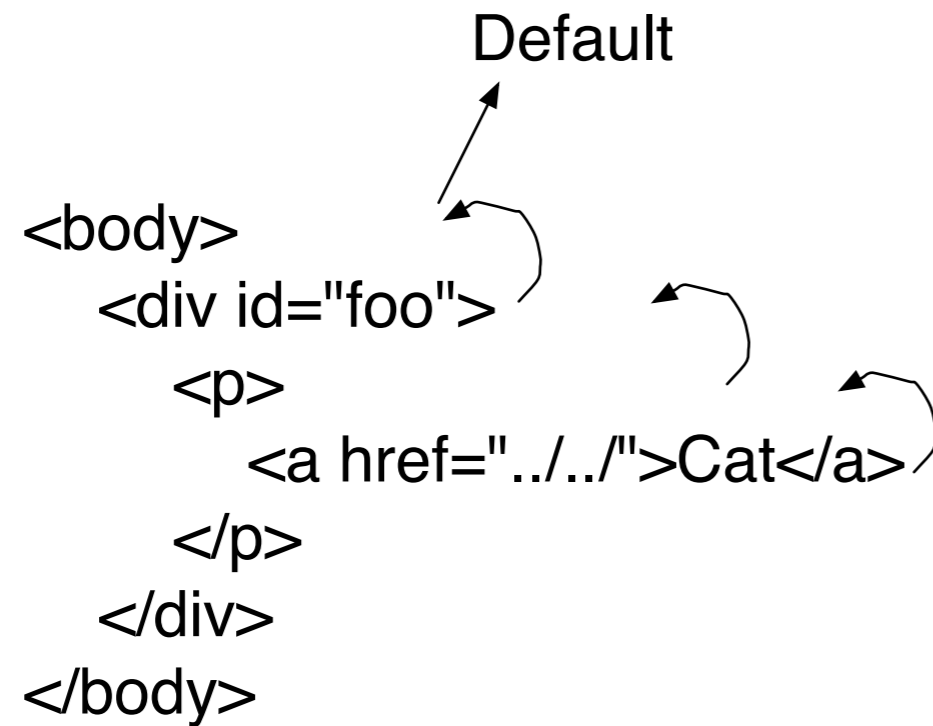 Default
<body>
<div id="foo">
<p>
<a href="../../">Cat</a>
</p>
</div>
</body>